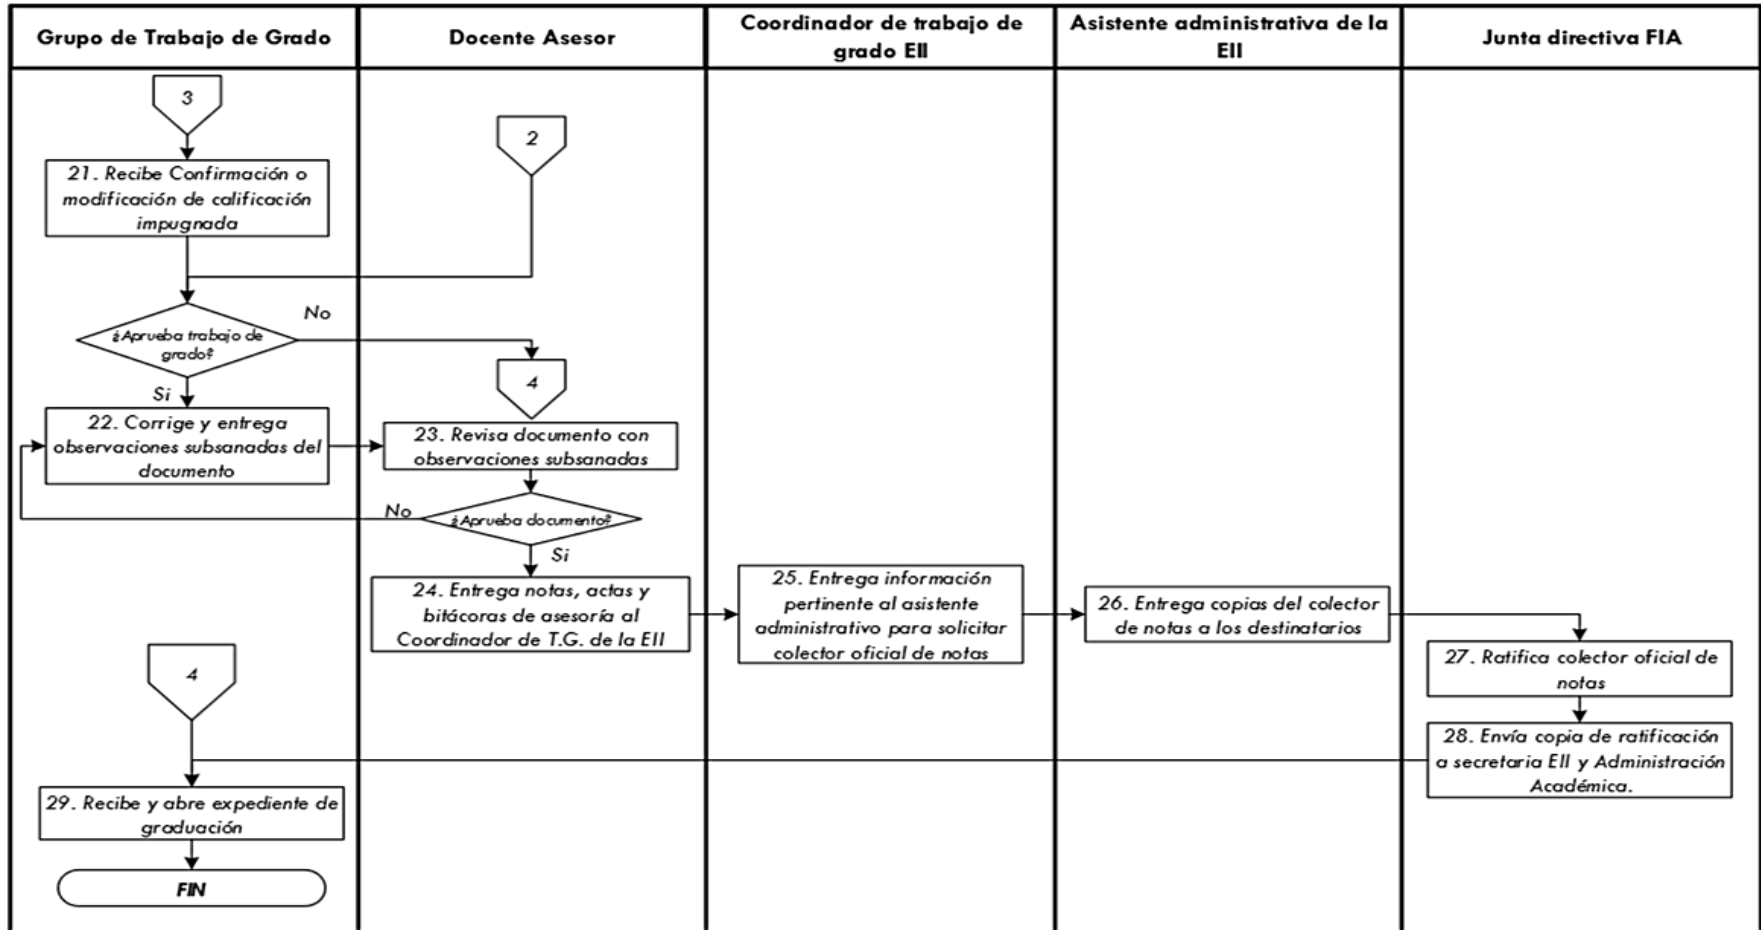 Grupo de Trabajo de Grado
Docente Asesor
Coordinador de trabajo de
grado EII
Asistente administrativa de la
EII
Junta directiva FIA
3
2
21. Recibe Confirmación o
modificación de calificación
impugnada
No
¿Aprueba trabajo de
grado?
4
Si
22. Corrige y entrega
observaciones subsanadas del
documento
23. Revisa documento con
observaciones subsanadas
No
¿Aprueba documento?
Si
24. Entrega notas, actas y
bitácoras de asesoría al
Coordinador de T.G. de la EII
25. Entrega información
pertinente al asistente
administrativo para solicitar
colector oficial de notas
26. Entrega copias del colector
de notas a los destinatarios
27. Ratifica colector oficial de
notas
4
28. Envía copia de ratificación
a secretaria EII y Administración
Académica.
29. Recibe y abre expediente de
graduación
FIN